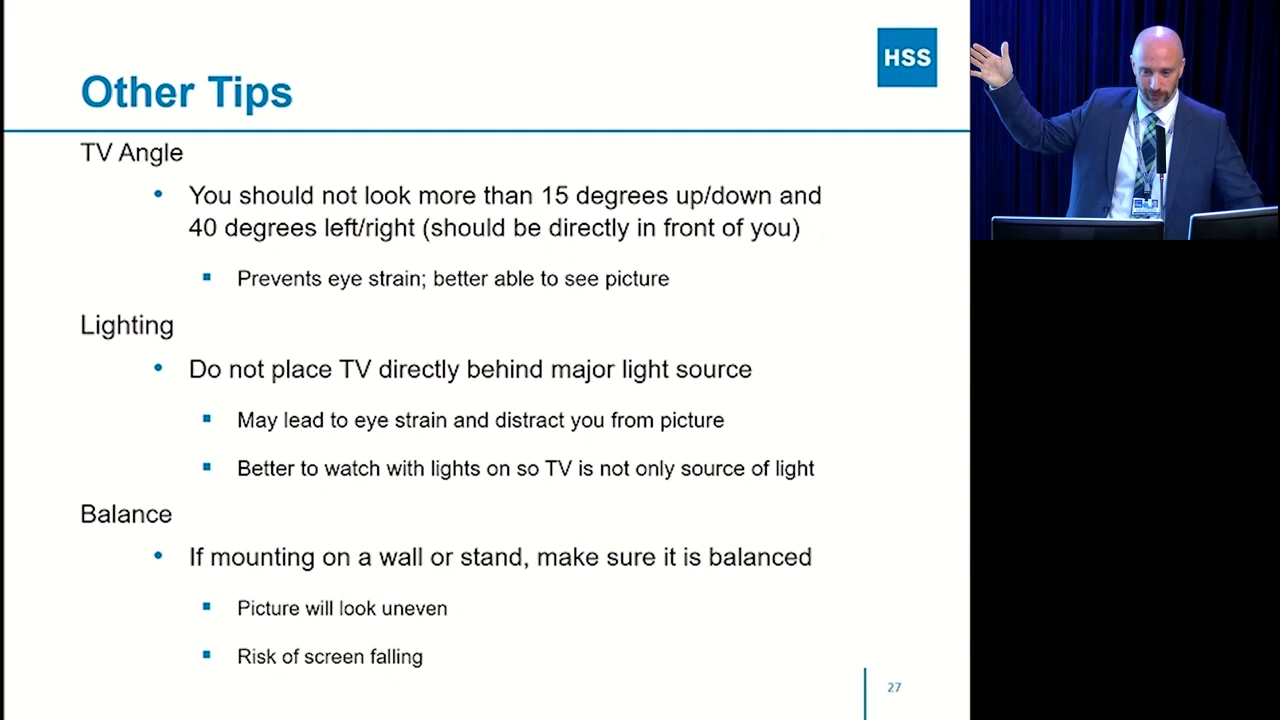 HSS
Other Tips
TV Angle
• You should not look more than 15 degrees up/down and
40 degrees left/right (should be directly in front of you)
▪ Prevents eye strain; better able to see picture
Lighting
• Do not place TV directly behind major light source
▪ May lead to eye strain and distract you from picture
▪ Better to watch with lights on so TV is not only source of light
Balance
• If mounting on a wall or stand, make sure it is balanced
▪ Picture will look uneven
▪ Risk of screen falling
27